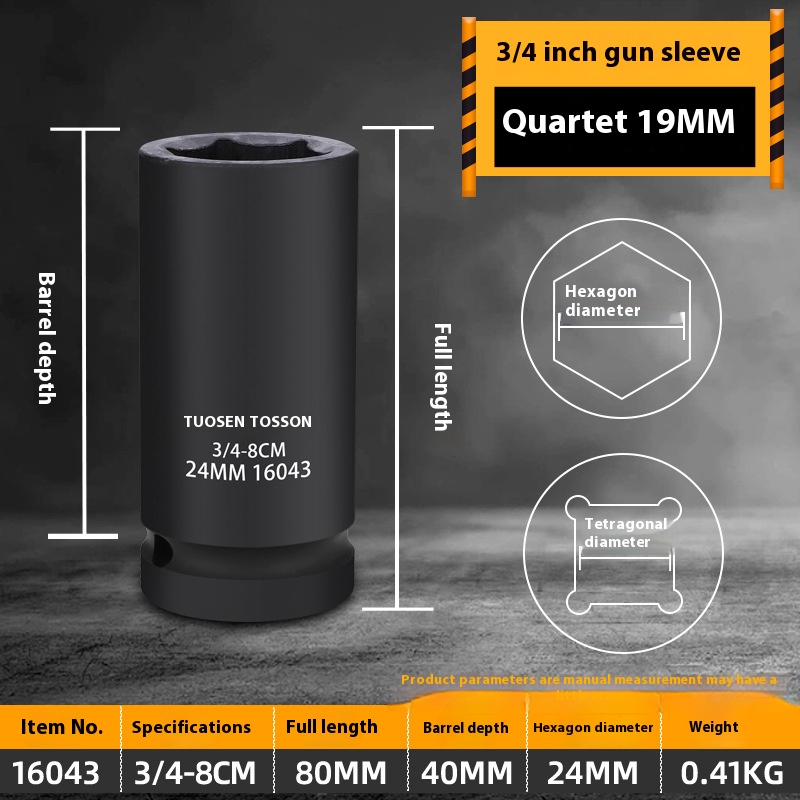 3/4 inch gun sleeve
Quartet 19MM
Barrel depth
Full length
TUOSEN TOSSON
3/4-8CM
24MM 16043
Hexagon
diameter
Tetragonal
diameter
Product parameters are manual measurement may have a
Item No. Specifications Full length Barrel depth Hexagon diameter Weight
16043 3/4-8CM 80MM 40MM 24MM 0.41KG